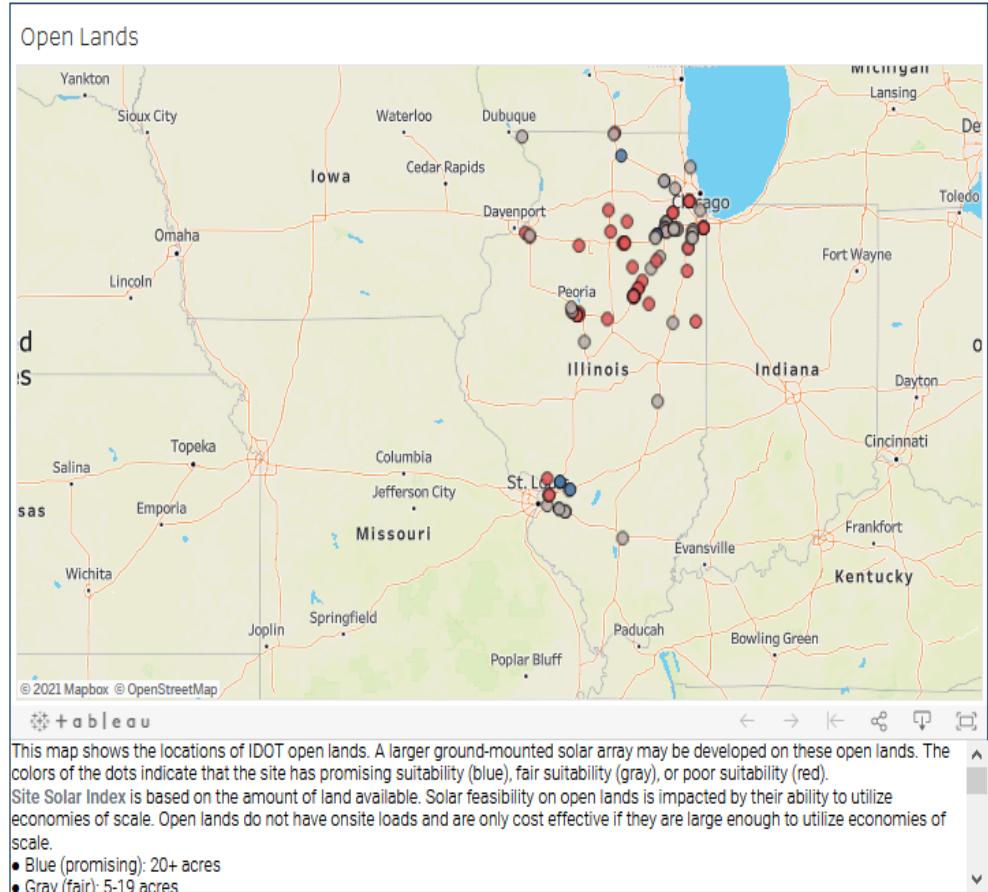 Open Lands
Michigan
Yankton
Lansing
Sioux City
Waterloo
Dubuque
De
Cedar Rapids
Iowa
Chicago
Toledo
Davenport
Omaha
Fort Wayne
Lincoln
Peoria
d
o
es
Illinois
Indiana
Dayton
Cincinnati
Topeka
Columbia
Salina
St. Lo
Jefferson City
sas
Emporia
Missouri
Frankfort
Evansville
Wichita
Kentucky
Springfield
Joplin
Paducah
Bowling Green
Poplar Bluff
© 2021 Mapbox © OpenStreetMap
+ableau
This map shows the locations of IDOT open lands. A larger ground-mounted solar array may be developed on these open lands. The
colors of the dots indicate that the site has promising suitability (blue), fair suitability (gray), or poor suitability (red).
Site Solar Index is based on the amount of land available. Solar feasibility on open lands is impacted by their ability to utilize
economies of scale. Open lands do not have onsite loads and are only cost effective if they are large enough to utilize economies of
scale.
● Blue (promising): 20+ acres
● Gray (fair): 5-19 acres